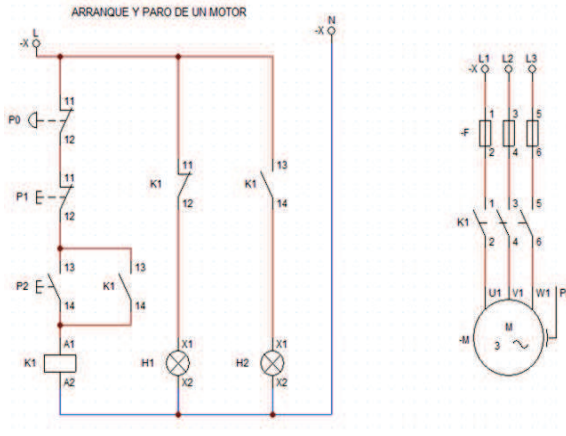 ARRANQUE Y PARO DE UN MOTOR
L
-X
N
-X
11
P0
12
11
P1
12
13
P2
14
13
K1
14
A1
K1
A2
11
K1
12
X1
H1
X2
13
K1
14
X1
H2
X2
L1 L2 L3
-X
1 3 5
-F
2 4 6
1 3 5
K1
2 4 6
U1 V1 W1 P
-M
M
3